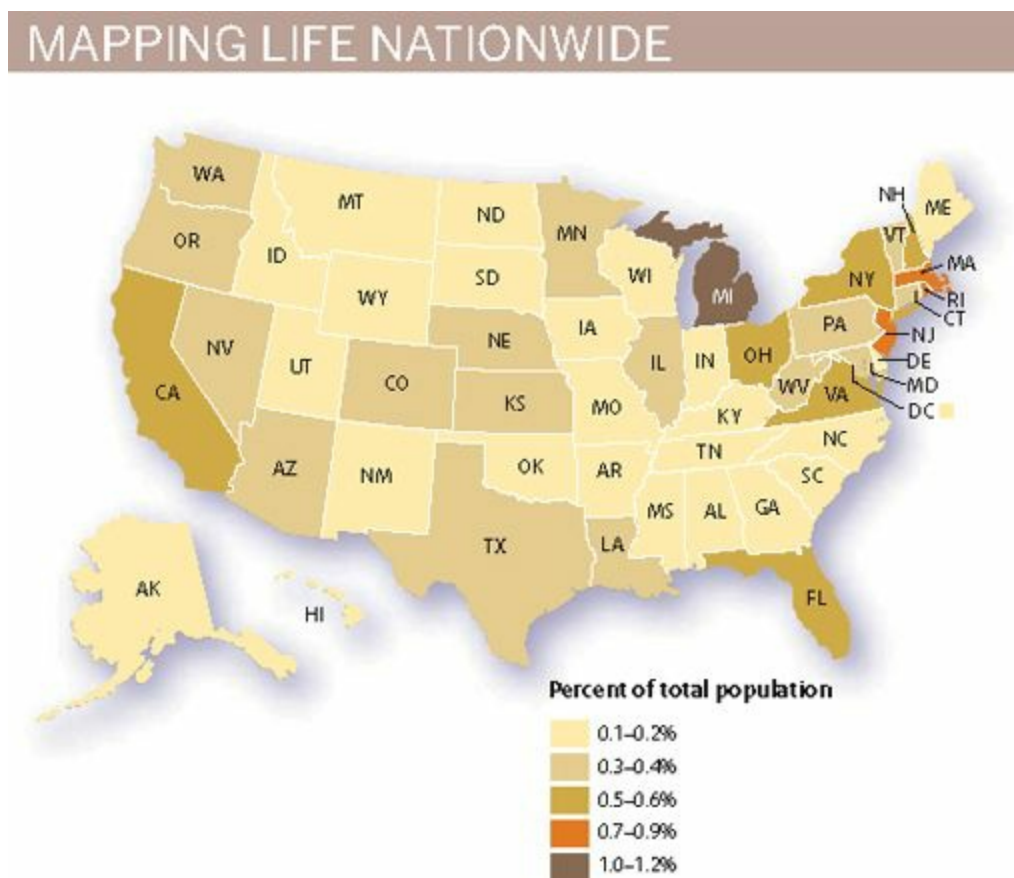 MAPPING LIFE NATIONWIDE
WA
MT
ND
MN
NH
ME
VT
OR
ID
SD
WI
MI
NY
MA
RI
CT
WY
IA
PA
NJ
NE
NV
UT
CO
IL
IN
OH
WV
VA
DE
MD
DC
CA
KS
MO
KY
NC
TN
SC
AZ
NM
OK
AR
MS
AL
GA
TX
LA
FL
AK
HI
Percent of total population
0.1–0.2%
0.3–0.4%
0.5–0.6%
0.7–0.9%
1.0–1.2%